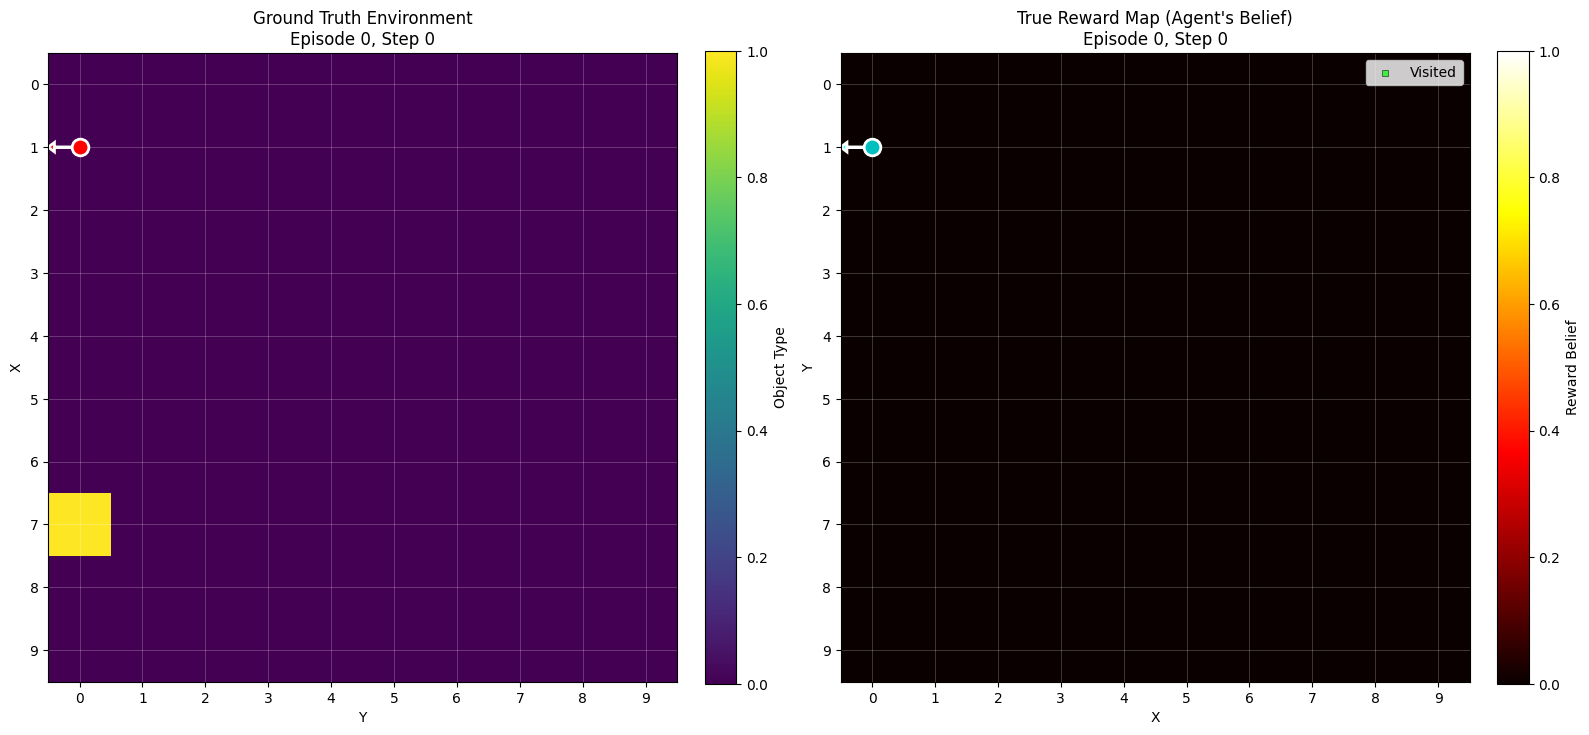 Ground Truth Environment
Episode 0, Step 0
0
1
2
3
4
5
6
7
8
9
X
0 1 2 3 4 5 6 7 8 9
Y
1.0
0.8
0.6
0.4
0.2
0.0
Object Type
True Reward Map (Agent's Belief)
Episode 0, Step 0
Visited
0
1
2
3
4
5
6
7
8
9
Y
0 1 2 3 4 5 6 7 8 9
X
1.0
0.8
0.6
0.4
0.2
0.0
Reward Belief